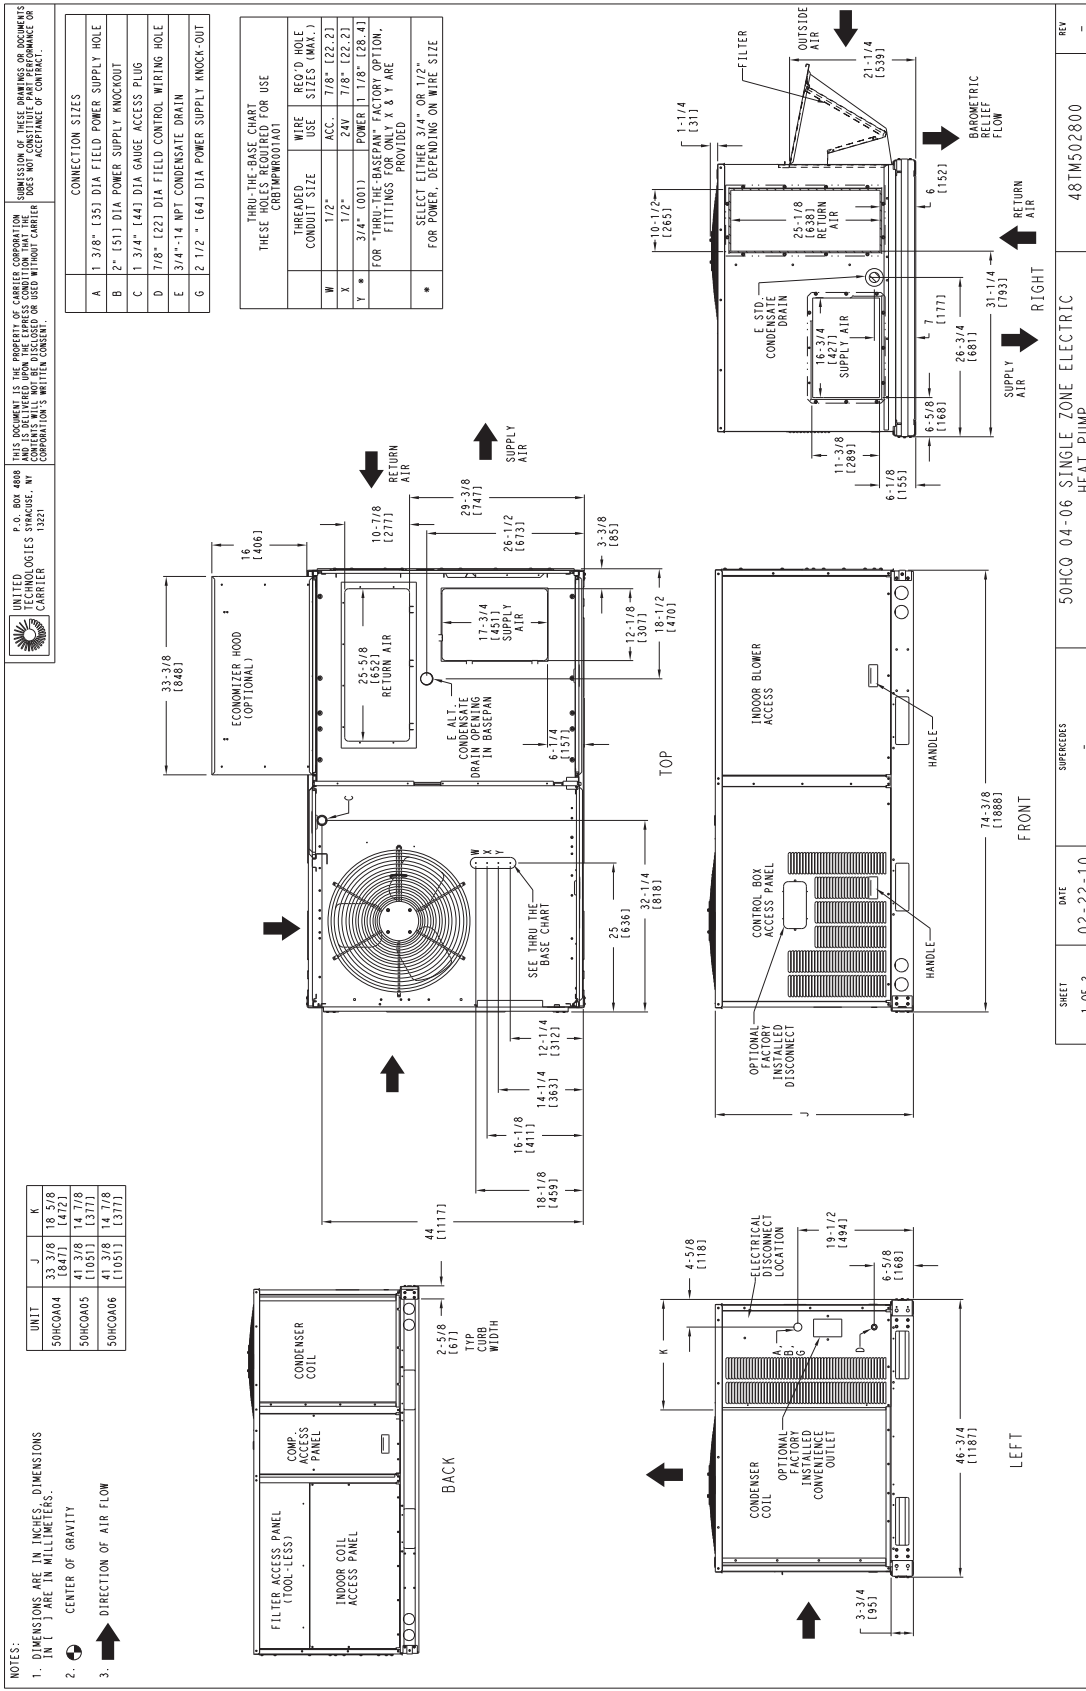 NOTES:
1. DIMENSIONS ARE IN INCHES, DIMENSIONS
IN [ ] ARE IN MILLIMETERS.
2. CENTER OF GRAVITY
3. DIRECTION OF AIR FLOW
UNIT J K
50HCQA04 33 3/8 [847] 18 5/8 [472]
50HCQA05 41 3/8 [1051] 14 7/8 [377]
50HCQA06 41 3/8 [1051] 14 7/8 [377]
UNITED
TECHNOLOGIES
CARRIER
P.O. BOX 4808
SYRACUSE, NY
13221
THIS DOCUMENT IS THE PROPERTY OF CARRIER CORPORATION
AND IS DELIVERED UPON THE EXPRESS CONDITION THAT THE
CONTENTS WILL NOT BE DISCLOSED OR USED WITHOUT CARRIER
CORPORATION'S WRITTEN CONSENT.
SUBMISSION OF THESE DRAWINGS OR DOCUMENTS
DOES NOT CONSTITUTE PART PERFORMANCE OR
ACCEPTANCE OF CONTRACT.
CONNECTION SIZES
A 1 3/8" [35] DIA FIELD POWER SUPPLY HOLE
B 2" [51] DIA POWER SUPPLY KNOCKOUT
C 1 3/4" [44] DIA GAUGE ACCESS PLUG
D 7/8" [22] DIA FIELD CONTROL WIRING HOLE
E 3/4"-14 NPT CONDENSATE DRAIN
G 2 1/2 " [64] DIA POWER SUPPLY KNOCK-OUT
THRU-THE-BASE CHART
THESE HOLES REQUIRED FOR USE
CRBTMPWR001A01
THREADED CONDUIT SIZE WIRE USE REQ'D HOLE SIZES (MAX.)
W 1/2" ACC. 7/8" [22.2]
X 1/2" 24V 7/8" [22.2]
Y * 3/4" (001) POWER 1 1/8" [28.4]
FOR "THRU-THE-BASEPAN" FACTORY OPTION,
FITTINGS FOR ONLY X & Y ARE
PROVIDED
* SELECT EITHER 3/4" OR 1/2"
FOR POWER, DEPENDING ON WIRE SIZE
FILTER ACCESS PANEL
(TOOL-LESS)
INDOOR COIL
ACCESS PANEL
COMP.
ACCESS
PANEL
CONDENSER
COIL
2-5/8
[67]
TYP
CURB
WIDTH
BACK
33-3/8
[848]
16
[406]
ECONOMIZER HOOD
(OPTIONAL)
25-5/8
[652]
RETURN AIR
10-7/8
[277]
RETURN
AIR
SUPPLY
AIR
29-3/8
[747]
26-1/2
[673]
3-3/8
[85]
17-3/4
[451]
SUPPLY
AIR
12-1/8
[307]
18-1/2
[470]
E ALT.
CONDENSATE
DRAIN OPENING
IN BASEPAN
6-1/4
[157]
C
W
X
Y
SEE THRU THE
BASE CHART
25
[636]
32-1/4
[818]
12-1/4
[312]
14-1/4
[363]
16-1/8
[411]
18-1/8
[459]
44
[1117]
TOP
OUTSIDE
AIR
FILTER
21-1/4
[539]
BAROMETRIC
RELIEF
FLOW
1-1/4
[31]
10-1/2
[265]
25-1/8
[638]
RETURN
AIR
6
[152]
RETURN
AIR
E STD.
CONDENSATE
DRAIN
16-3/4
[427]
SUPPLY AIR
31-1/4
[793]
7
[177]
26-3/4
[681]
6-5/8
[168]
SUPPLY
AIR
11-3/8
[289]
6-1/8
[155]
RIGHT
K
4-5/8
[118]
ELECTRICAL
DISCONNECT
LOCATION
19-1/2
[494]
6-5/8
[168]
A,
B,
G
D
OPTIONAL
FACTORY
INSTALLED
CONVENIENCE
OUTLET
CONDENSER
COIL
46-3/4
[1187]
3-3/4
[95]
LEFT
J
OPTIONAL
FACTORY
INSTALLED
DISCONNECT
CONTROL BOX
ACCESS PANEL
HANDLE
INDOOR BLOWER
ACCESS
HANDLE
74-3/8
[1888]
FRONT
SHEET
1 OF 3
DATE
02-22-10
SUPERCEDES
-
50HCQ 04-06 SINGLE ZONE ELECTRIC
HEAT PUMP
48TM502800
REV
-